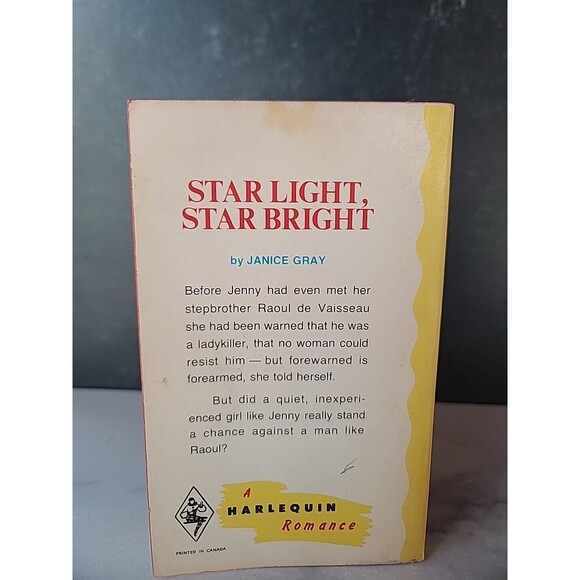 STAR LIGHT,
STAR BRIGHT
by JANICE GRAY
Before Jenny had even met her
stepbrother Raoul de Vaisseau
she had been warned that he was
a ladykiller, that no woman could
resist him — but forewarned is
forearmed, she told herself.
But did a quiet, inexperi-
enced girl like Jenny really stand
a chance against a man like
Raoul?
A
HARLEQUIN
Romance
PRINTED IN CANADA